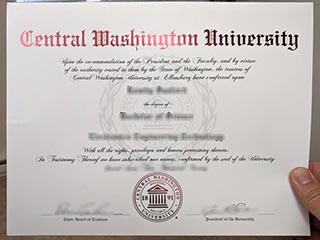 Central Washington University
Upon the recommendation of the President and the Faculty, and by virtue
of the authority vested in them by the State of Washington, the trustees of
Central Washington University at Ellensburg have conferred upon
the degree of
Bachelor of Science
Electronics Engineering Technology
With all the rights, privileges and honors pertaining thereto.
In Testimony Thereof we have subscribed our names, confirmed by the seal of the University
CENTRAL WASHINGTON
1891
UNIVERSITY
Chair, Board of Trustees
President of the University